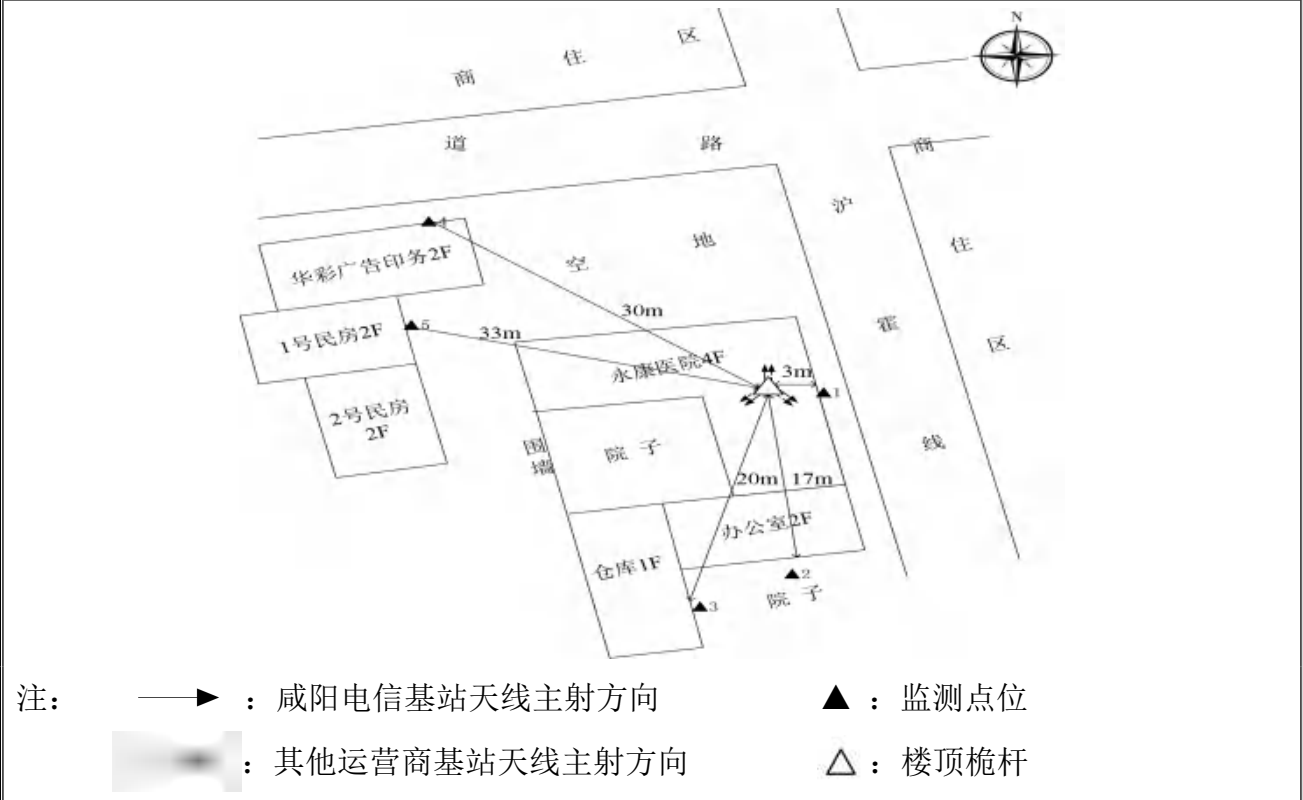 N
商 住 区
道 路
商 住 区
沪 霍 线
4
华彩广告印务2F
空 地
30m
5
33m
1号民房2F
永康医院4F
3m
1
2号民房
2F
围墙
院 子
20m
17m
办公室2F
仓库1F
2
院 子
3
注： ：咸阳电信基站天线主射方向 ：监测点位
：其他运营商基站天线主射方向 ：楼顶桅杆